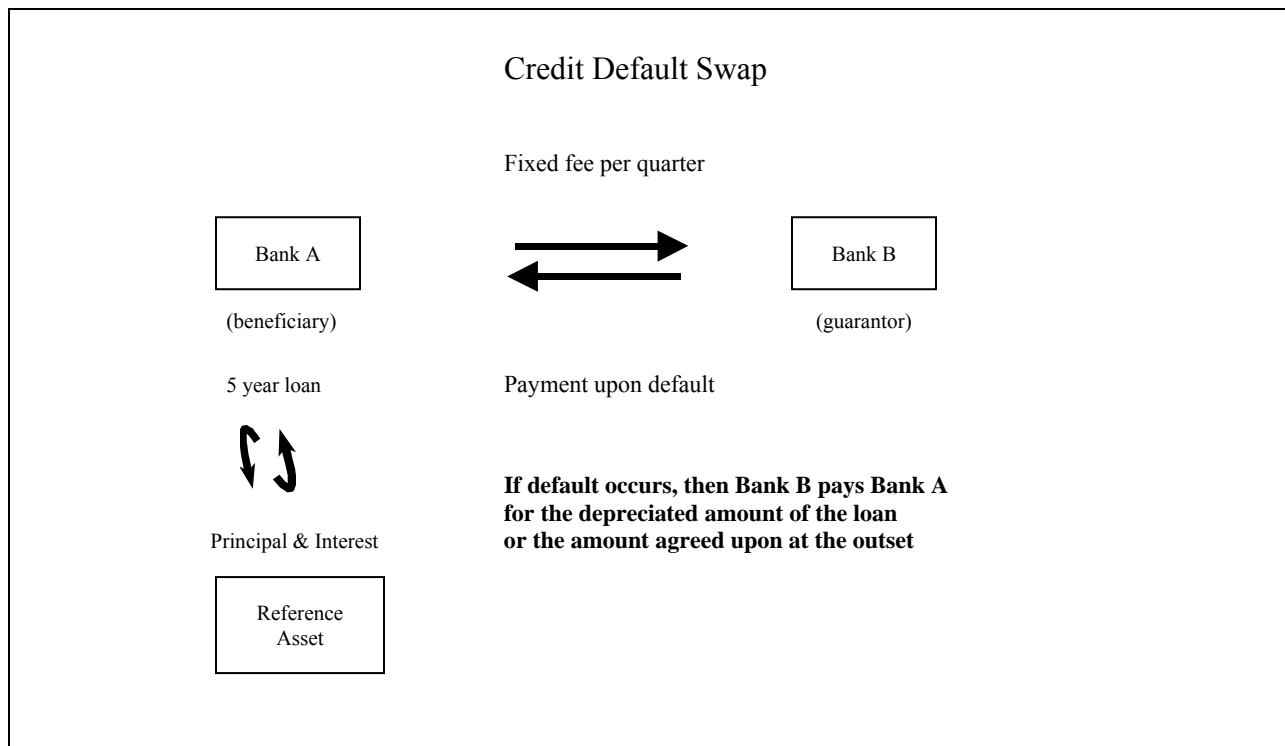 Credit Default Swap
Fixed fee per quarter
Bank A
Bank B
(beneficiary)
(guarantor)
5 year loan
Payment upon default
If default occurs, then Bank B pays Bank A
for the depreciated amount of the loan
or the amount agreed upon at the outset
Principal & Interest
Reference
Asset